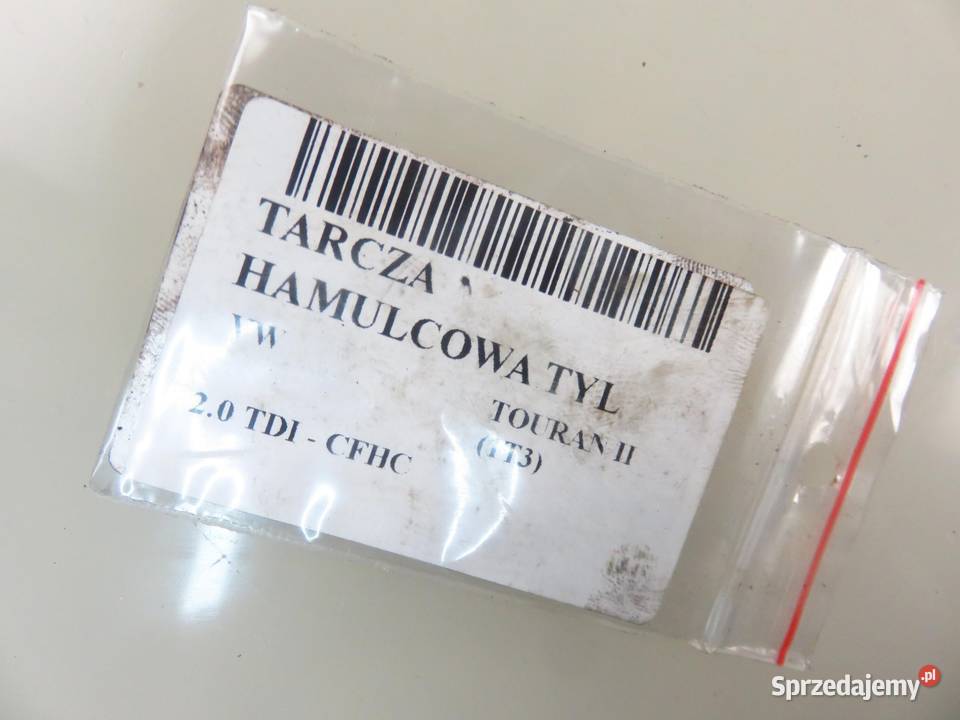 TARCZA
HAMULCOWA TYL
VW
TOURAN II
(1T3)
2.0 TDI - CFHC
Sprzedajemy.pl